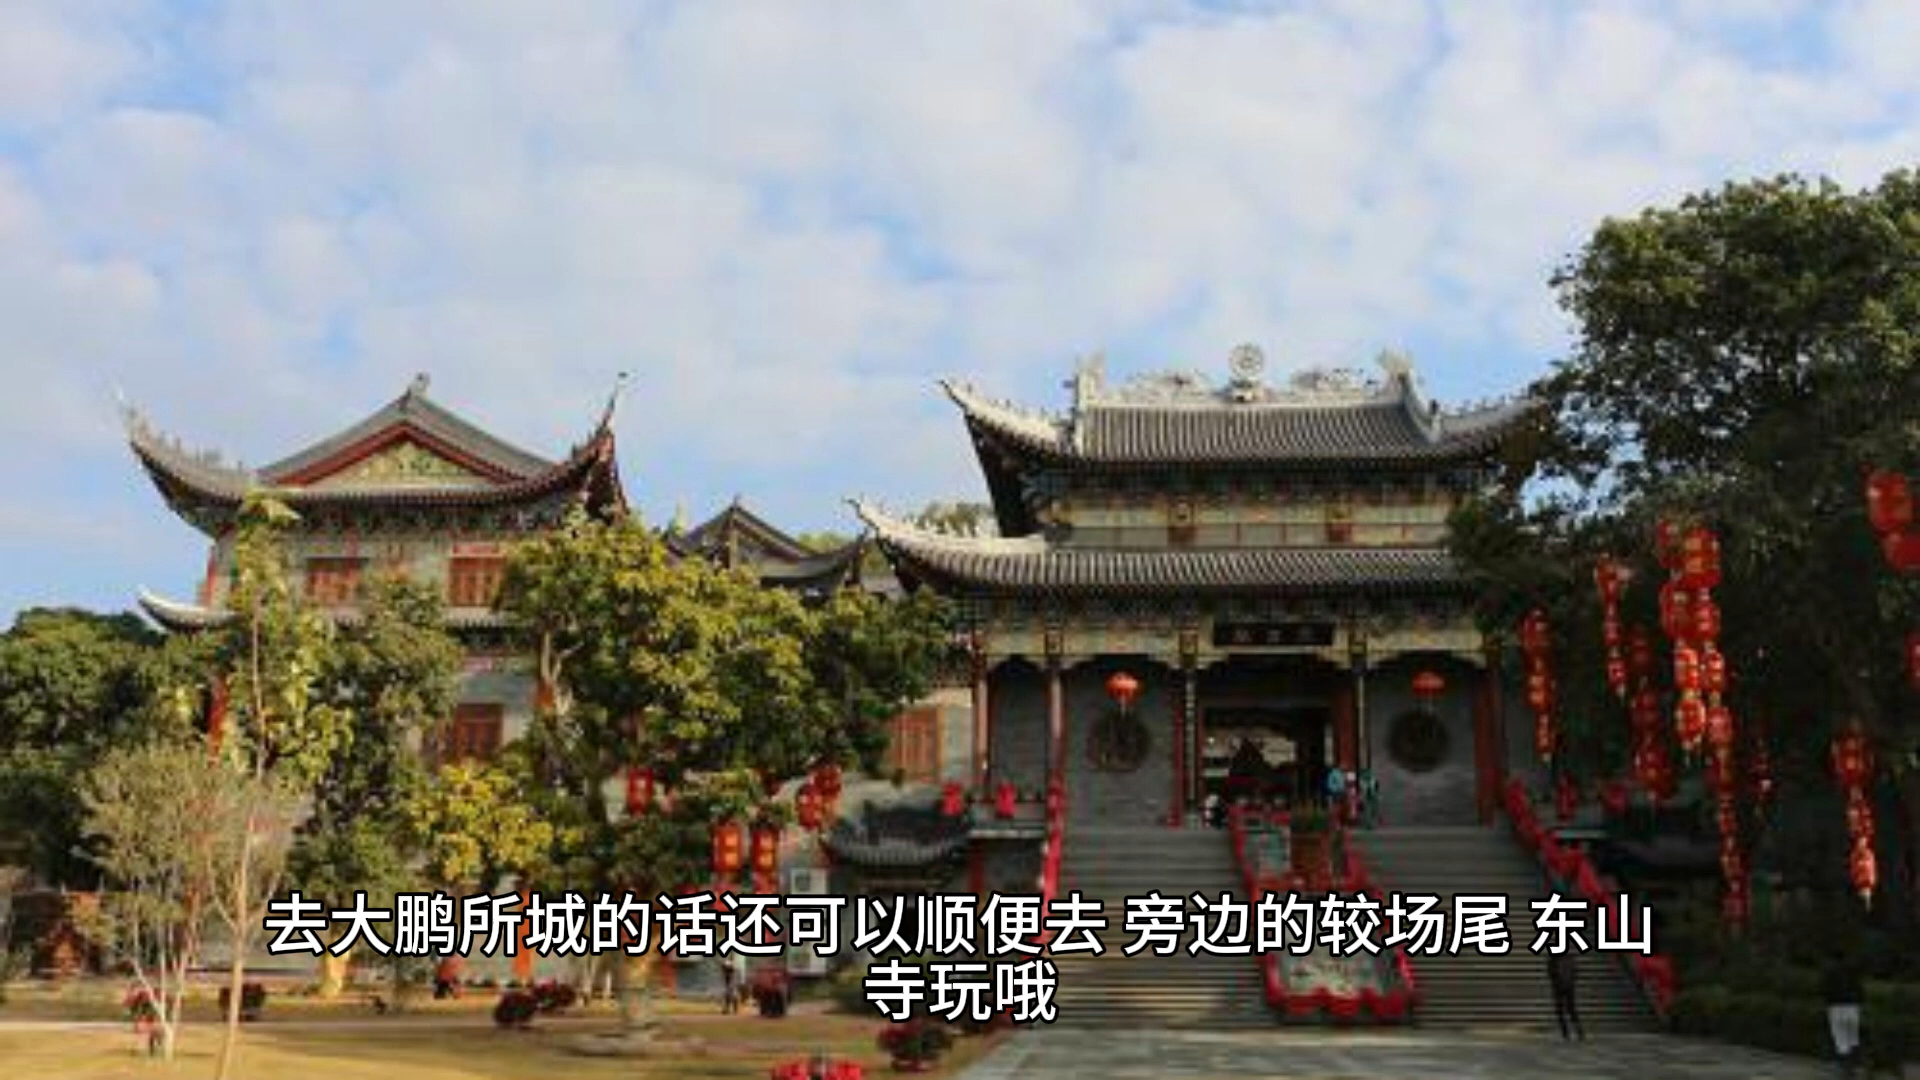 去大鹏所城的话还可以顺便去 旁边的较场尾 东山
寺玩哦